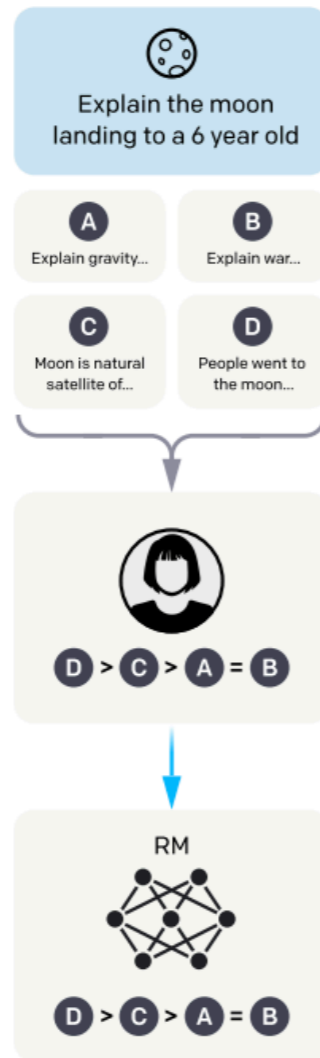 Explain the moon
landing to a 6 year old
A
Explain gravity...
B
Explain war...
C
Moon is natural
satellite of...
D
People went to
the moon...
D > C > A = B
RM
D > C > A = B